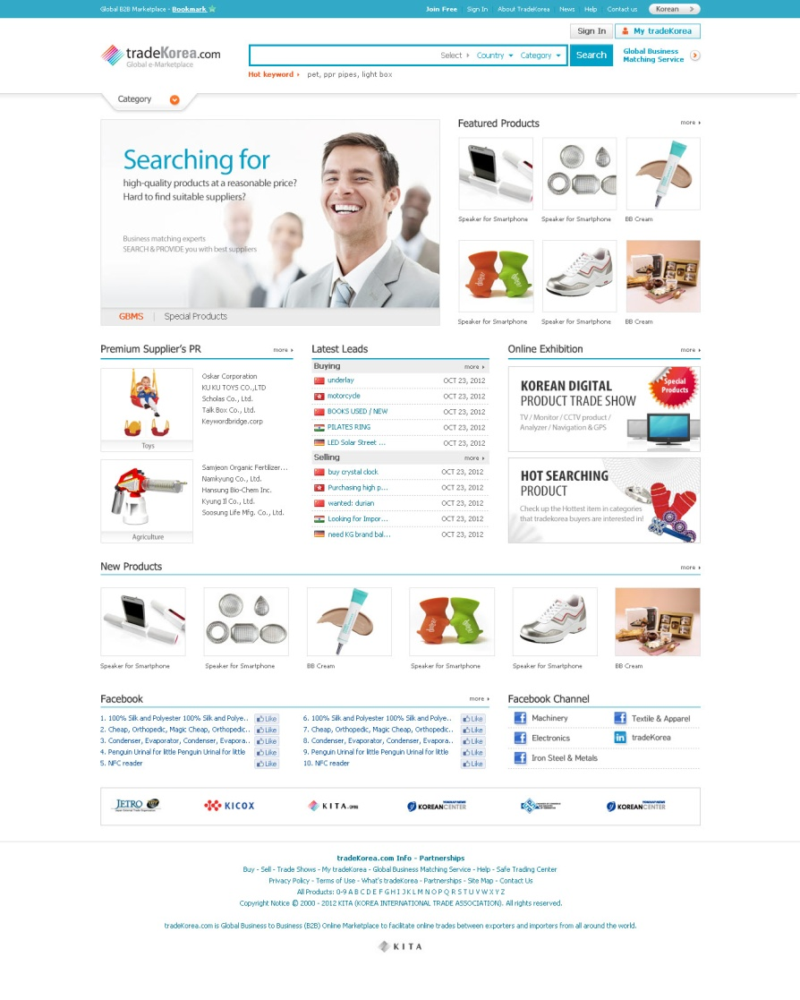 Global B2B Marketplace - Bookmark
Join Free Sign In About TradeKorea News Help Contact us Korean
Sign In My tradeKorea
tradeKorea.com
Global e-Marketplace
Select Country Category Search
Global Business
Matching Service
Hot keyword pet, ppr pipes, light box
Category
Searching for
high-quality products at a reasonable price?
Hard to find suitable suppliers?
Business matching experts
SEARCH & PROVIDE you with best suppliers
GBMS | Special Products
Featured Products more
Speaker for Smartphone Speaker for Smartphone BB Cream
Speaker for Smartphone Speaker for Smartphone BB Cream
Premium Supplier's PR more
Toys
Oskar Corporation
KU KU TOYS CO.,LTD
Scholas Co., Ltd.
Talk Box Co., Ltd.
Keywordbridge.corp
Agriculture
Samjeon Organic Fertilizer...
Namkyung Co., Ltd.
Hansung Bio-Chem Inc.
Kyung Il Co., Ltd.
Soosung Life Mfg. Co., Ltd.
Latest Leads
Buying more
underlay OCT 23, 2012
motorcycle OCT 23, 2012
BOOKS USED / NEW OCT 23, 2012
PILATES RING OCT 23, 2012
LED Solar Street ... OCT 23, 2012
Selling more
buy crystal clock OCT 23, 2012
Purchasing high p... OCT 23, 2012
wanted: durian OCT 23, 2012
Looking for Impor... OCT 23, 2012
need KG brand bal... OCT 23, 2012
Online Exhibition more
KOREAN DIGITAL
PRODUCT TRADE SHOW
TV / Monitor / CCTV product /
Analyzer / Navigation & GPS
Special
Products
HOT SEARCHING
PRODUCT
Check up the Hottest item in categories
that tradekorea buyers are interested in!
New Products more
Speaker for Smartphone Speaker for Smartphone BB Cream Speaker for Smartphone Speaker for Smartphone BB Cream
Facebook more
1. 100% Silk and Polyester 100% Silk and Polye.. Like
2. Cheap, Orthopedic, Magic Cheap, Orthopedic.. Like
3. Condenser, Evaporator, Condenser, Evapora.. Like
4. Penguin Urinal for little Penguin Urinal for little Like
5. NFC reader Like
6. 100% Silk and Polyester 100% Silk and Polye.. Like
7. Cheap, Orthopedic, Magic Cheap, Orthopedic.. Like
8. Condenser, Evaporator, Condenser, Evapora.. Like
9. Penguin Urinal for little Penguin Urinal for little Like
10. NFC reader Like
Facebook Channel
Machinery Textile & Apparel
Electronics tradeKorea
Iron Steel & Metals
JETRO KICOX KITA.ORG KOREANCENTER KOREANCENTER
tradeKorea.com Info - Partnerships
Buy - Sell - Trade Shows - My tradeKorea - Global Business Matching Service - Help - Safe Trading Center
Privacy Policy - Terms of Use - What's tradeKorea - Partnerships - Site Map - Contact Us
All Products: 0-9 A B C D E F G H I J K L M N O P Q R S T U V W X Y Z
Copyright Notice © 2000 - 2012 KITA (KOREA INTERNATIONAL TRADE ASSOCIATION). All rights reserved.
tradeKorea.com is Global Business to Business (B2B) Online Marketplace to facilitate online trades between exporters and importers from all around the world.
KITA